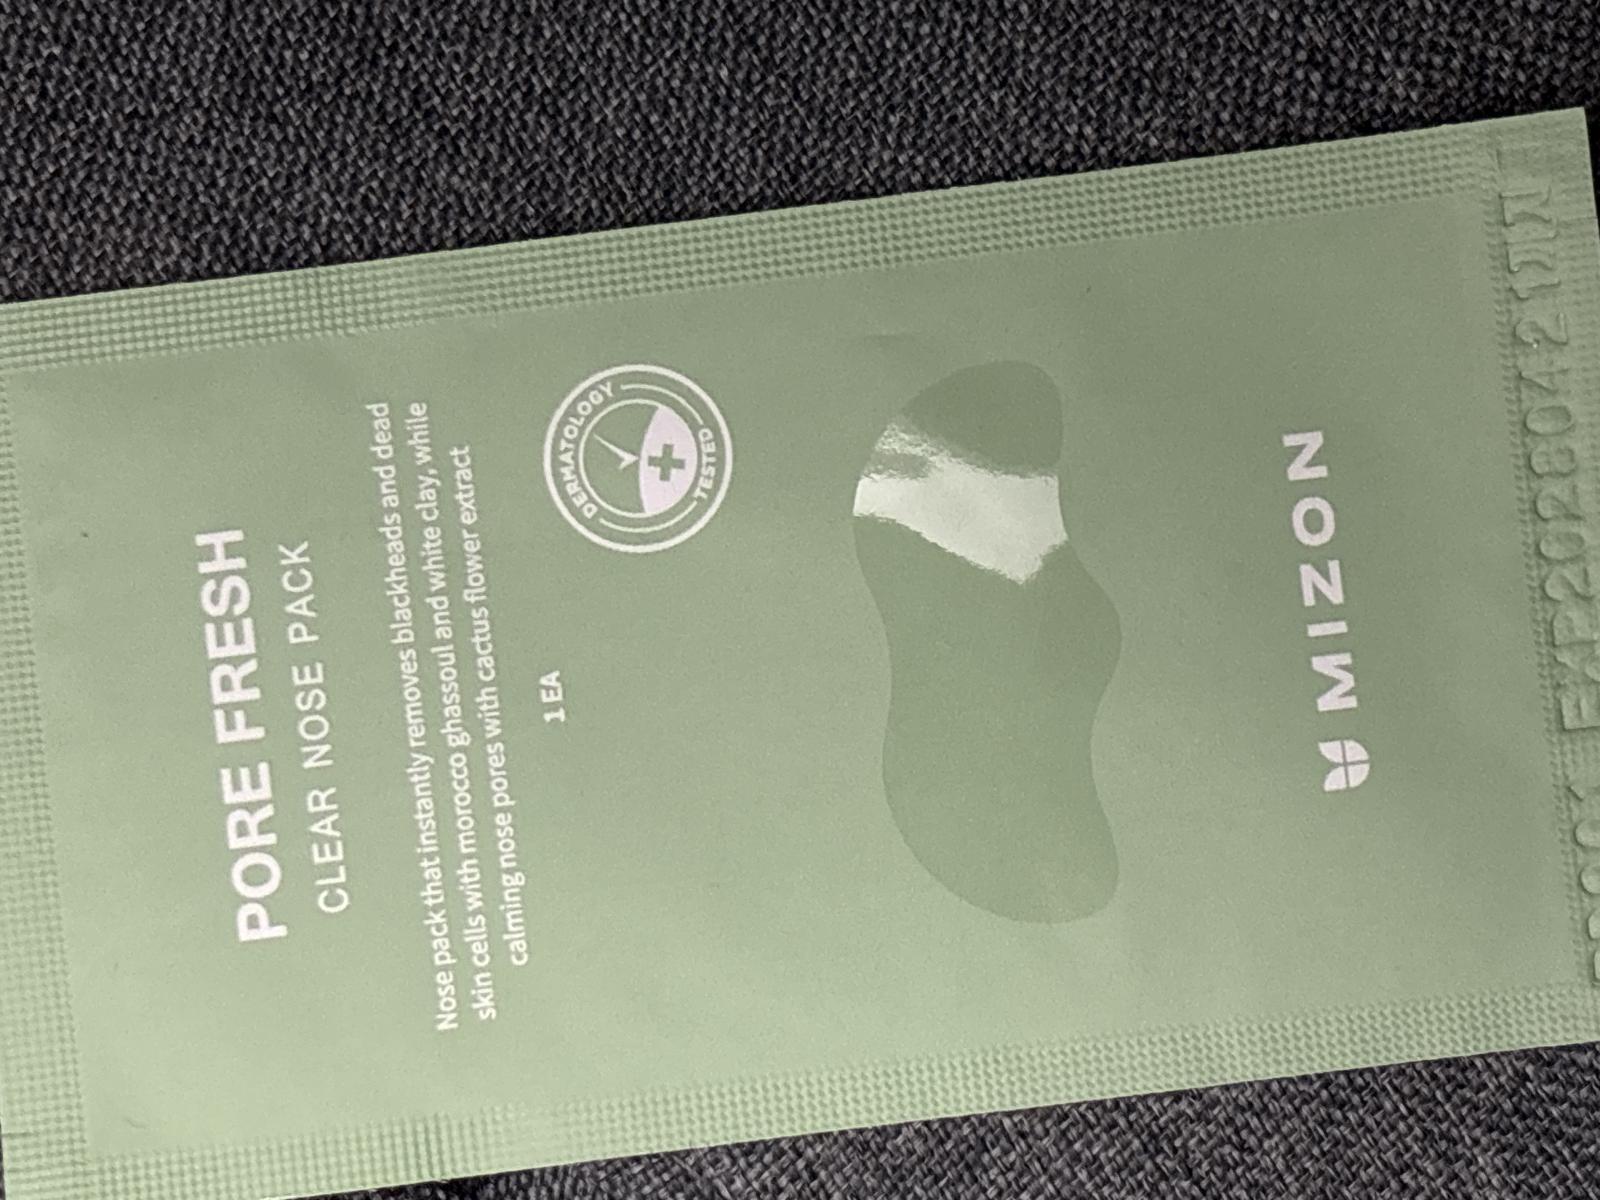 PORE FRESH
CLEAR NOSE PACK
Nose pack that instantly removes blackheads and dead
skin cells with morocco ghassoul and white clay, while
calming nose pores with cactus flower extract
1 EA
DERMATOLOGY
TESTED
MIZON
EXP20280421